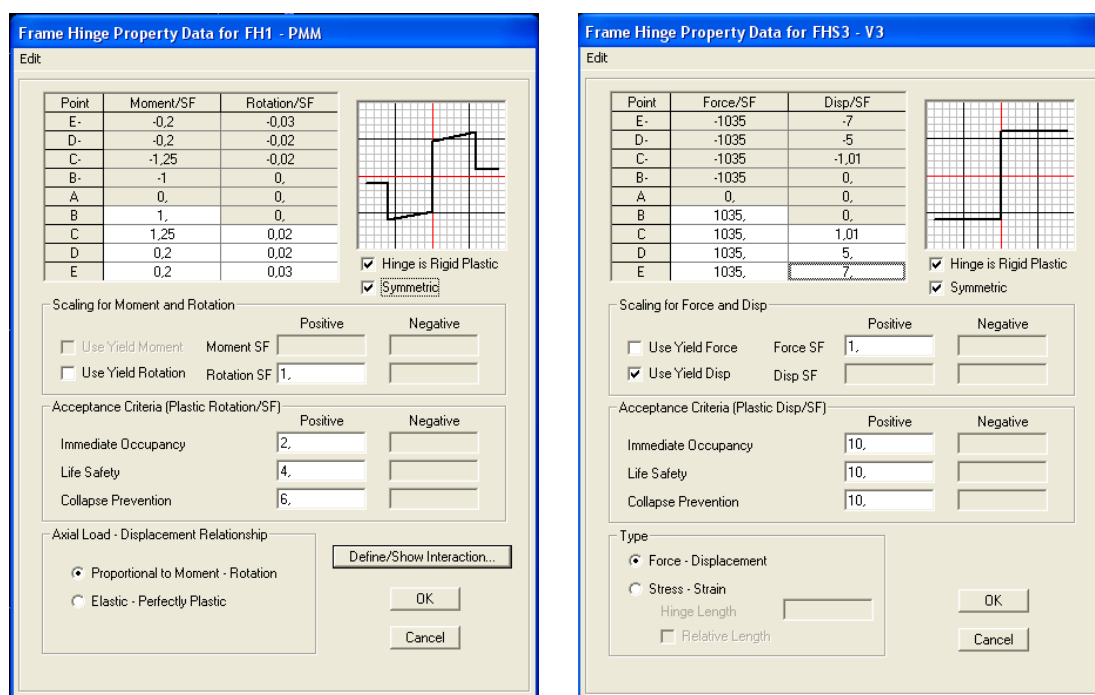 Frame Hinge Property Data for FH1 - PMM
Edit
Point Moment/SF Rotation/SF
E- -0,2 -0,03
D- -0,2 -0,02
C- -1,25 -0,02
B- -1 0,
A 0, 0,
B 1, 0,
C 1,25 0,02
D 0,2 0,02
E 0,2 0,03
Hinge is Rigid Plastic
Symmetric
Scaling for Moment and Rotation
Positive Negative
Use Yield Moment Moment SF
Use Yield Rotation Rotation SF 1,
Acceptance Criteria (Plastic Rotation/SF)
Positive Negative
Immediate Occupancy 2,
Life Safety 4,
Collapse Prevention 6,
Axial Load - Displacement Relationship
Proportional to Moment - Rotation
Elastic - Perfectly Plastic
Define/Show Interaction...
OK
Cancel
Frame Hinge Property Data for FHS3 - V3
Edit
Point Force/SF Disp/SF
E- -1035 -7
D- -1035 -5
C- -1035 -1,01
B- -1035 0,
A 0, 0,
B 1035, 0,
C 1035, 1,01
D 1035, 5,
E 1035, 7,
Hinge is Rigid Plastic
Symmetric
Scaling for Force and Disp
Positive Negative
Use Yield Force Force SF 1,
Use Yield Disp Disp SF
Acceptance Criteria (Plastic Disp/SF)
Positive Negative
Immediate Occupancy 10,
Life Safety 10,
Collapse Prevention 10,
Type
Force - Displacement
Stress - Strain
Hinge Length
Relative Length
OK
Cancel